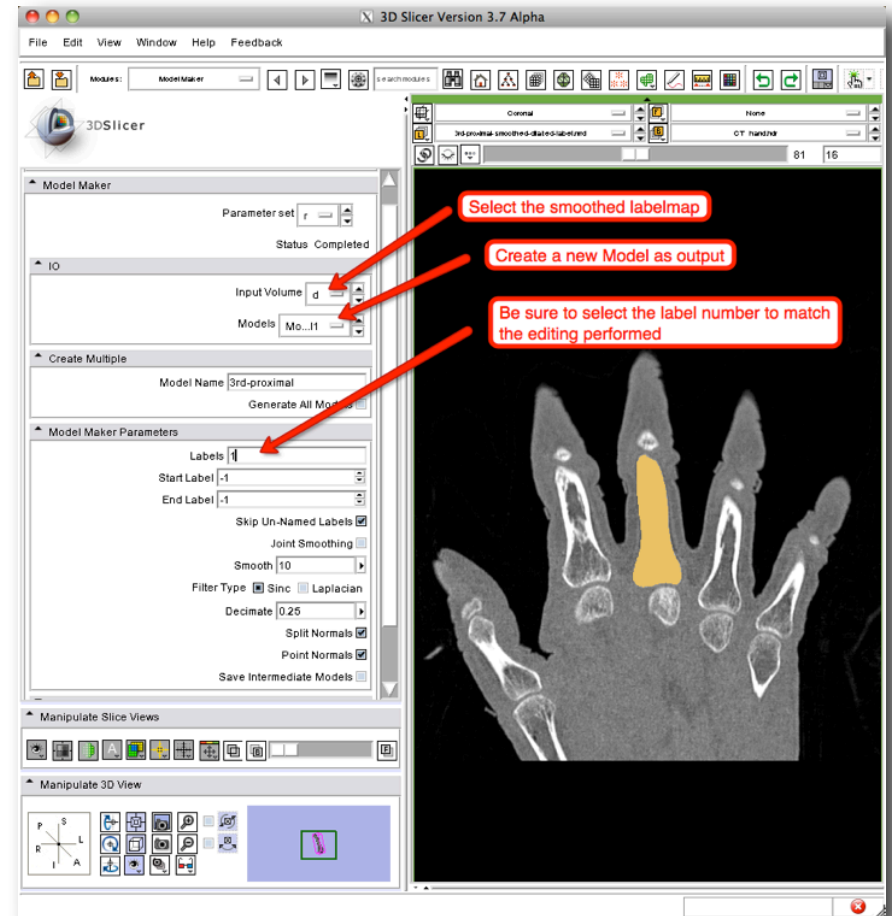 3D Slicer Version 3.7 Alpha
File Edit View Window Help Feedback
Modules: ModelMaker search modules
3DSlicer
Coronal None
3rd-proximal-smoothed-dilated-label.nrrd CT_hand.hdr
81 16
Model Maker
Parameter set r
Status Completed
Select the smoothed labelmap
IO
Create a new Model as output
Input Volume d
Models Mo...l1
Be sure to select the label number to match
the editing performed
Create Multiple
Model Name 3rd-proximal
Generate All Models
Model Maker Parameters
Labels 1
Start Label -1
End Label -1
Skip Un-Named Labels
Joint Smoothing
Smooth 10
Filter Type Sinc Laplacian
Decimate 0.25
Split Normals
Point Normals
Save Intermediate Models
Manipulate Slice Views
Manipulate 3D View
P S
R L
I A